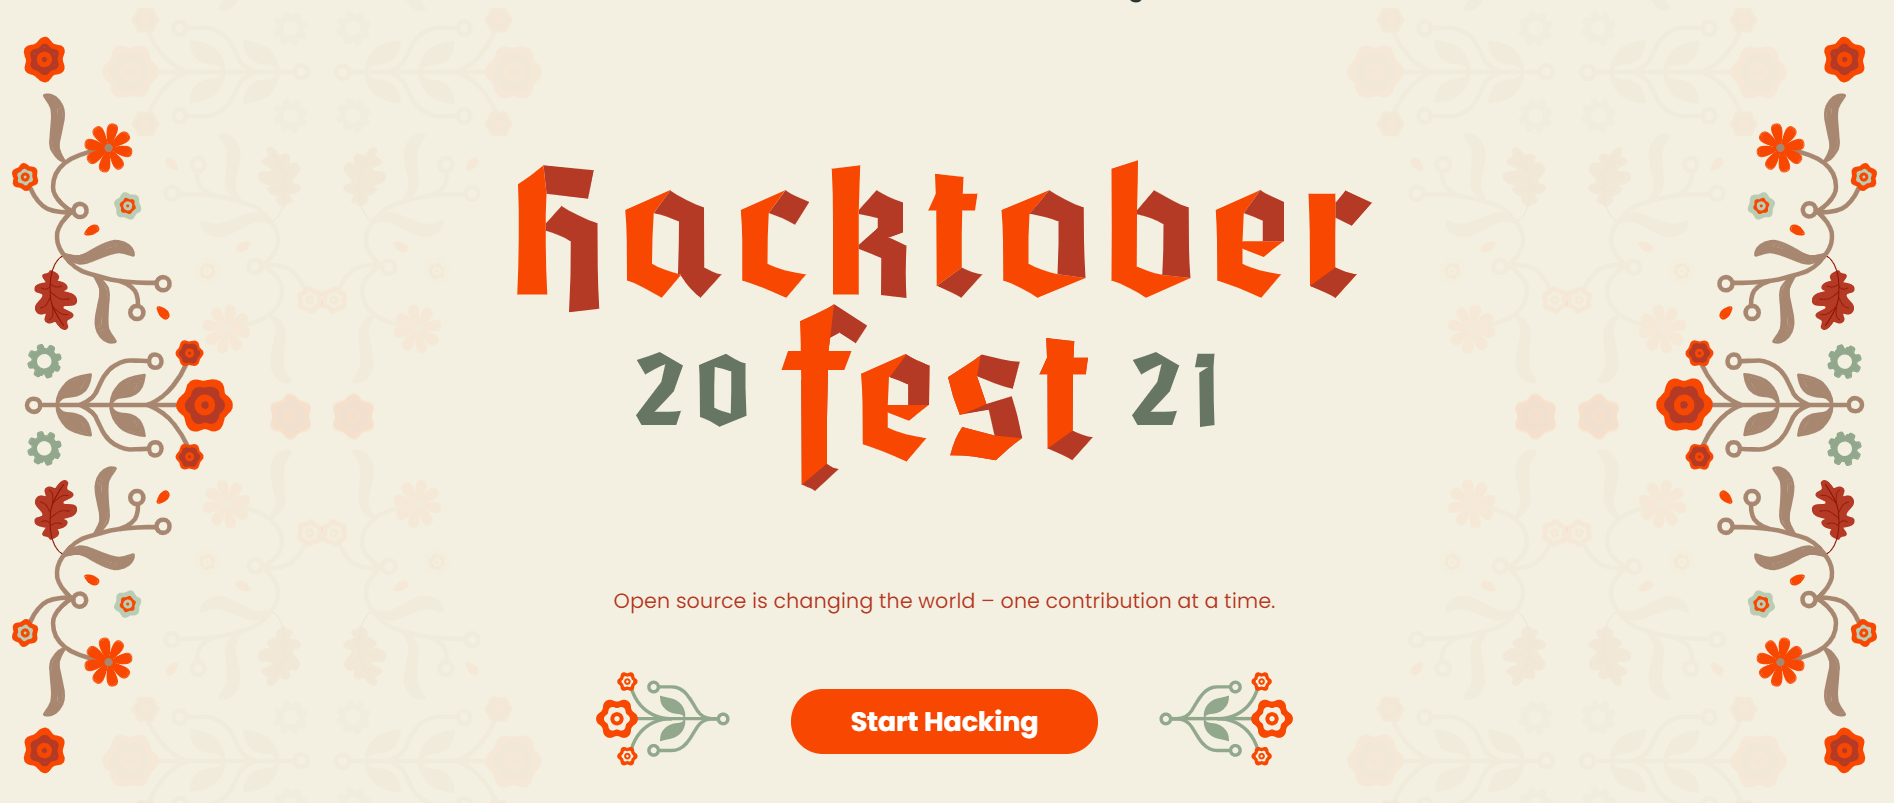 hacktober
20 fest 21
Open source is changing the world – one contribution at a time.
Start Hacking